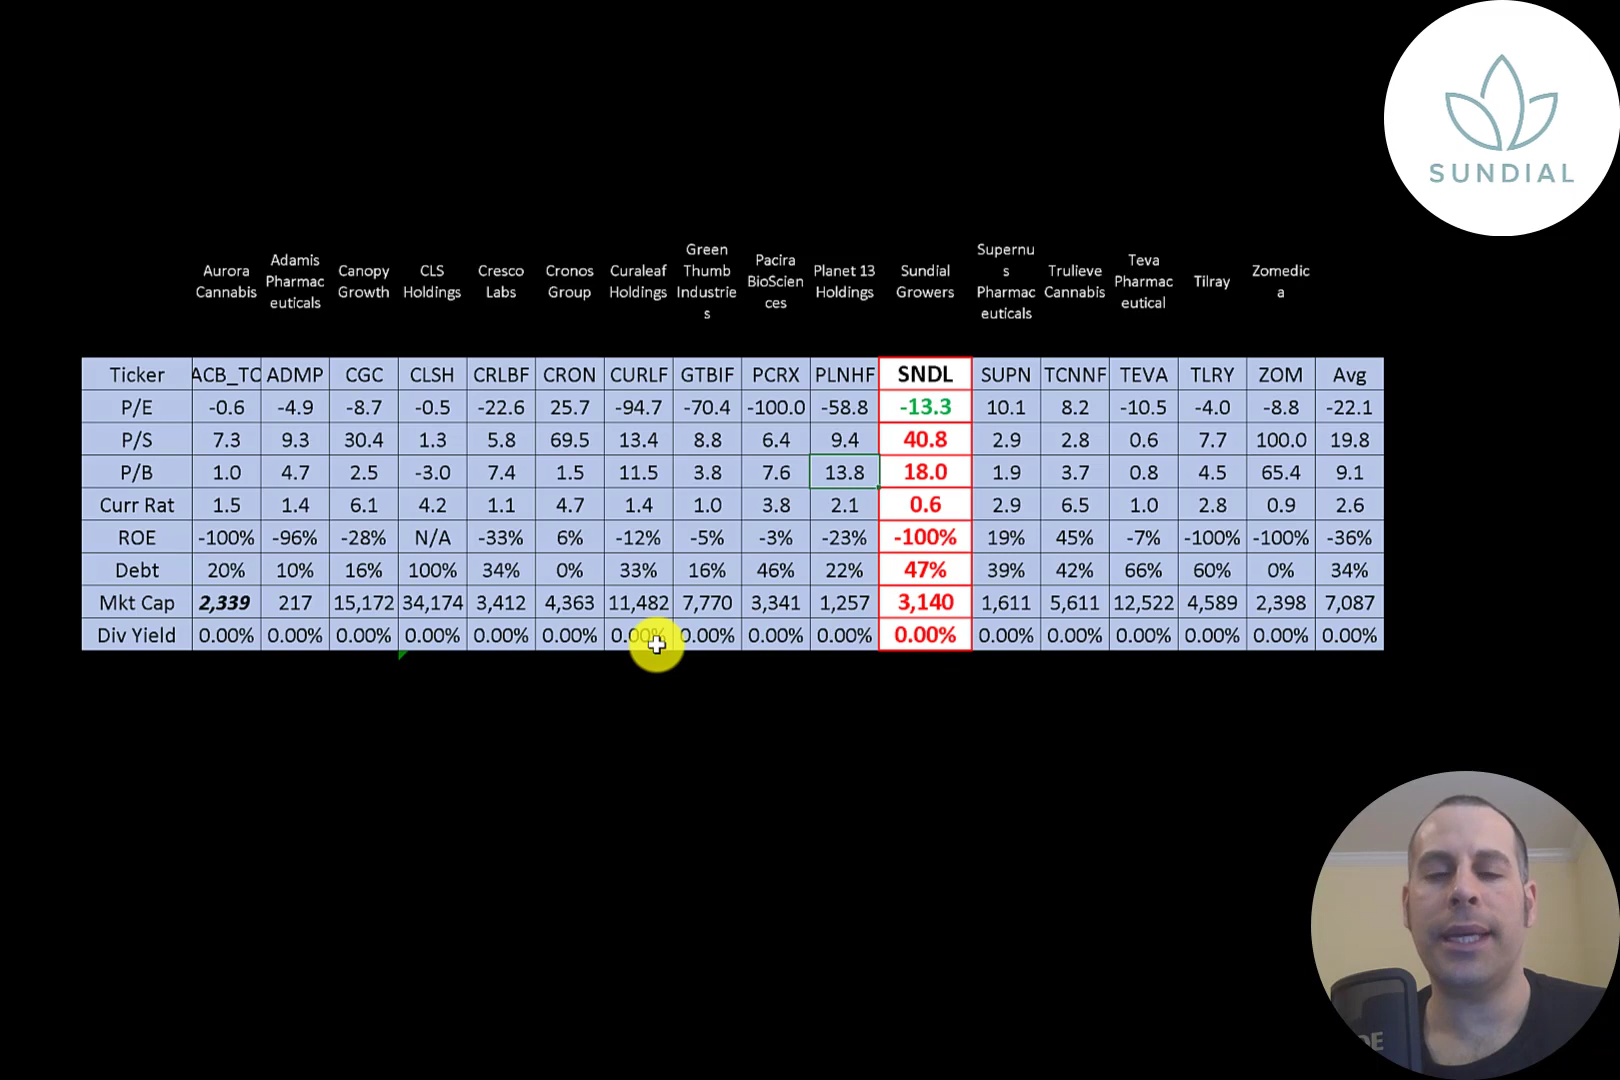 SUNDIAL
Aurora Cannabis
Adamis Pharmac euticals
Canopy Growth
CLS Holdings
Cresco Labs
Cronos Group
Curaleaf Holdings
Green Thumb Industrie s
Pacira BioScien ces
Planet 13 Holdings
Sundial Growers
Supernu s Pharmac euticals
Trulieve Cannabis
Teva Pharmac eutical
Tilray
Zomedic a
Ticker ACB_TO ADMP CGC CLSH CRLBF CRON CURLF GTBIF PCRX PLNHF SNDL SUPN TCNNF TEVA TLRY ZOM Avg
P/E -0.6 -4.9 -8.7 -0.5 -22.6 25.7 -94.7 -70.4 -100.0 -58.8 -13.3 10.1 8.2 -10.5 -4.0 -8.8 -22.1
P/S 7.3 9.3 30.4 1.3 5.8 69.5 13.4 8.8 6.4 9.4 40.8 2.9 2.8 0.6 7.7 100.0 19.8
P/B 1.0 4.7 2.5 -3.0 7.4 1.5 11.5 3.8 7.6 13.8 18.0 1.9 3.7 0.8 4.5 65.4 9.1
Curr Rat 1.5 1.4 6.1 4.2 1.1 4.7 1.4 1.0 3.8 2.1 0.6 2.9 6.5 1.0 2.8 0.9 2.6
ROE -100% -96% -28% N/A -33% 6% -12% -5% -3% -23% -100% 19% 45% -7% -100% -100% -36%
Debt 20% 10% 16% 100% 34% 0% 33% 16% 46% 22% 47% 39% 42% 66% 60% 0% 34%
Mkt Cap 2,339 217 15,172 34,174 3,412 4,363 11,482 7,770 3,341 1,257 3,140 1,611 5,611 12,522 4,589 2,398 7,087
Div Yield 0.00% 0.00% 0.00% 0.00% 0.00% 0.00% 0.00% 0.00% 0.00% 0.00% 0.00% 0.00% 0.00% 0.00% 0.00% 0.00% 0.00%